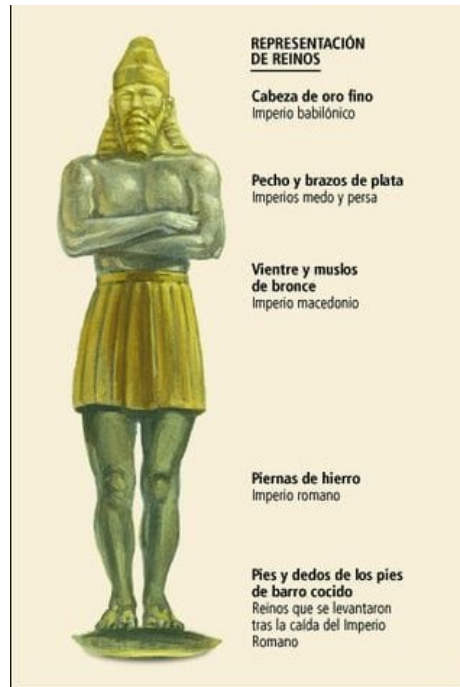 REPRESENTACIÓN
DE REINOS
Cabeza de oro fino
Imperio babilónico
Pecho y brazos de plata
Imperios medo y persa
Vientre y muslos
de bronce
Imperio macedonio
Piernas de hierro
Imperio romano
Pies y dedos de los pies
de barro cocido
Reinos que se levantaron
tras la caída del Imperio
Romano